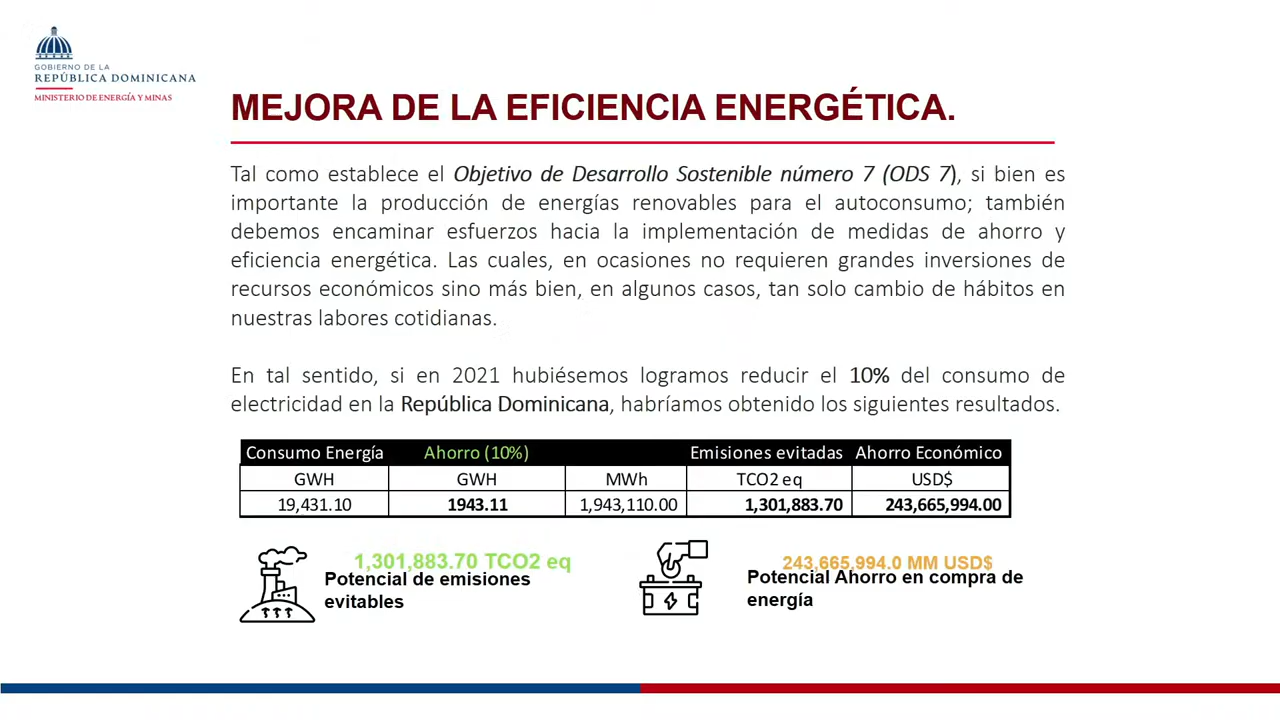 GOBIERNO DE LA
REPÚBLICA DOMINICANA
MINISTERIO DE ENERGÍA Y MINAS
MEJORA DE LA EFICIENCIA ENERGÉTICA.
Tal como establece el Objetivo de Desarrollo Sostenible número 7 (ODS 7), si bien es
importante la producción de energías renovables para el autoconsumo; también
debemos encaminar esfuerzos hacia la implementación de medidas de ahorro y
eficiencia energética. Las cuales, en ocasiones no requieren grandes inversiones de
recursos económicos sino más bien, en algunos casos, tan solo cambio de hábitos en
nuestras labores cotidianas.
En tal sentido, si en 2021 hubiésemos logramos reducir el 10% del consumo de
electricidad en la República Dominicana, habríamos obtenido los siguientes resultados.
Consumo Energía Ahorro (10%) Emisiones evitadas Ahorro Económico
GWH GWH MWh TCO2 eq USD$
19,431.10 1943.11 1,943,110.00 1,301,883.70 243,665,994.00
1,301,883.70 TCO2 eq
Potencial de emisiones
evitables
243,665,994.0 MM USD$
Potencial Ahorro en compra de
energía